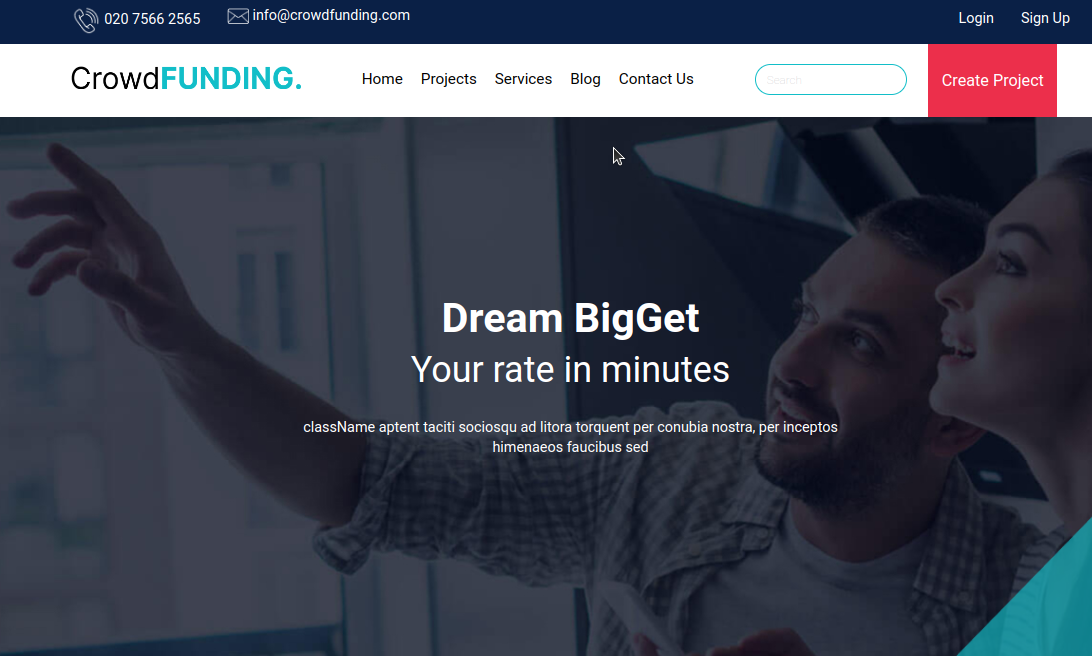 020 7566 2565 info@crowdfunding.com Login Sign Up
CrowdFUNDING. Home Projects Services Blog Contact Us Search Create Project
Dream BigGet
Your rate in minutes
className aptent taciti sociosqu ad litora torquent per conubia nostra, per inceptos
himenaeos faucibus sed